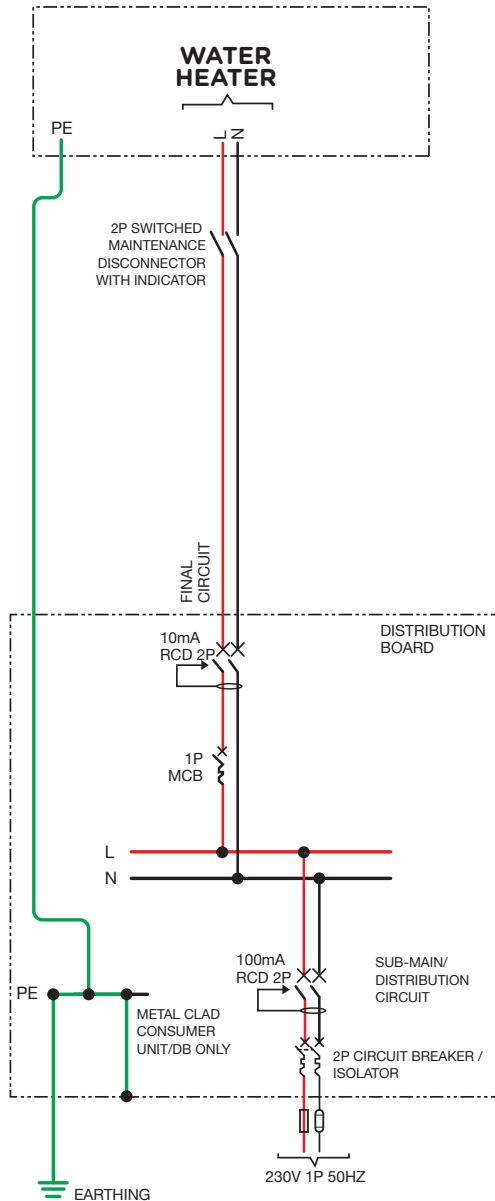 WATER
HEATER
PE
L
N
2P SWITCHED
MAINTENANCE
DISCONNECTOR
WITH INDICATOR
FINAL
CIRCUIT
DISTRIBUTION
BOARD
10mA
RCD 2P
1P
MCB
L
N
100mA
RCD 2P
SUB-MAIN/
DISTRIBUTION
CIRCUIT
PE
METAL CLAD
CONSUMER
UNIT/DB ONLY
2P CIRCUIT BREAKER /
ISOLATOR
230V 1P 50HZ
EARTHING